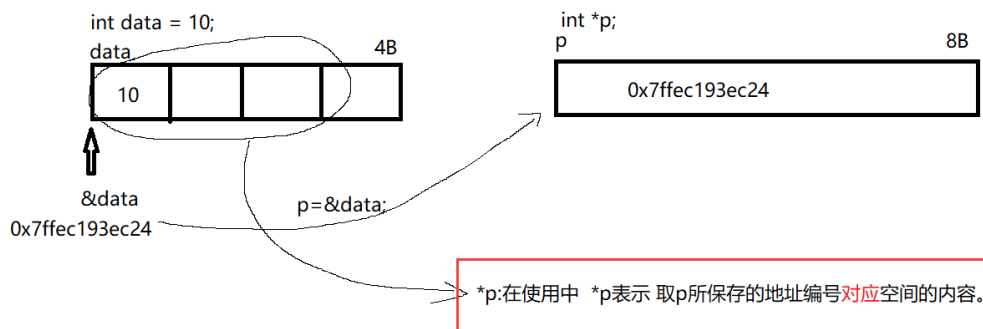 int data = 10;
data
4B
10
&data
0x7ffec193ec24
p=&data;
int *p;
p
8B
0x7ffec193ec24
*p:在使用中 *p表示 取p所保存的地址编号对应空间的内容。